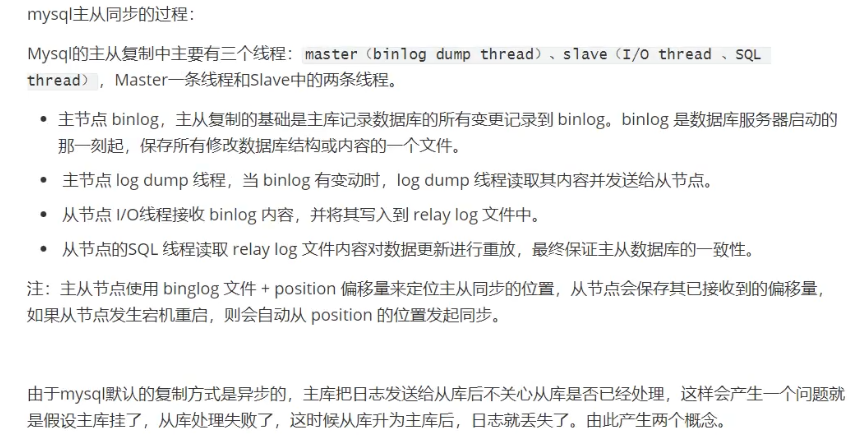 mysql主从同步的过程：
Mysql的主从复制中主要有三个线程：master（binlog dump thread）、slave（I/O thread 、SQL
thread），Master一条线程和Slave中的两条线程。
主节点 binlog，主从复制的基础是主库记录数据库的所有变更记录到 binlog。binlog 是数据库服务器启动的
那一刻起，保存所有修改数据库结构或内容的一个文件。
主节点 log dump 线程，当 binlog 有变动时，log dump 线程读取其内容并发送给从节点。
从节点 I/O线程接收 binlog 内容，并将其写入到 relay log 文件中。
从节点的SQL 线程读取 relay log 文件内容对数据更新进行重放，最终保证主从数据库的一致性。
注：主从节点使用 binglog 文件 + position 偏移量来定位主从同步的位置，从节点会保存其已接收到的偏移量，
如果从节点发生宕机重启，则会自动从 position 的位置发起同步。
由于mysql默认的复制方式是异步的，主库把日志发送给从库后不关心从库是否已经处理，这样会产生一个问题就
是假设主库挂了，从库处理失败了，这时候从库升为主库后，日志就丢失了。由此产生两个概念。